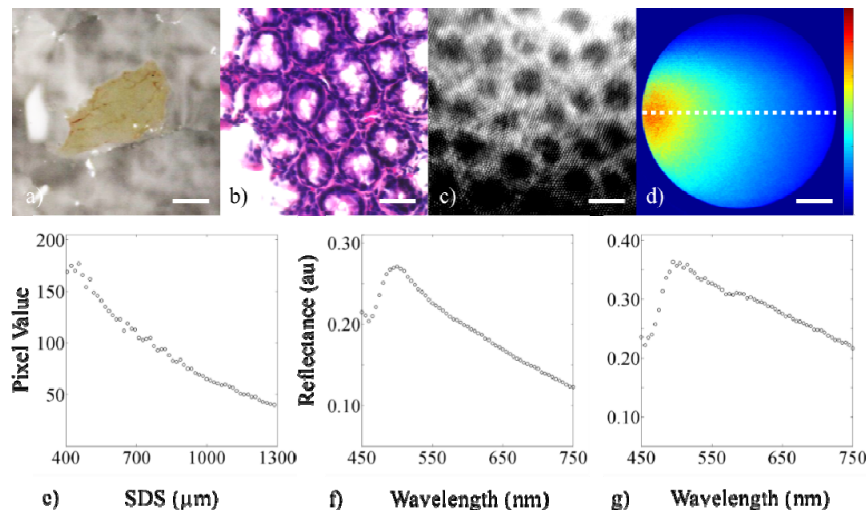 a)
b)
c)
d)
200
150
100
50
Pixel Value
400 700 1000 1300
e) SDS (μm)
0.30
0.20
0.10
Reflectance (au)
450 550 650 750
f) Wavelength (nm)
0.40
0.30
0.20
0.10
450 550 650 750
g) Wavelength (nm)